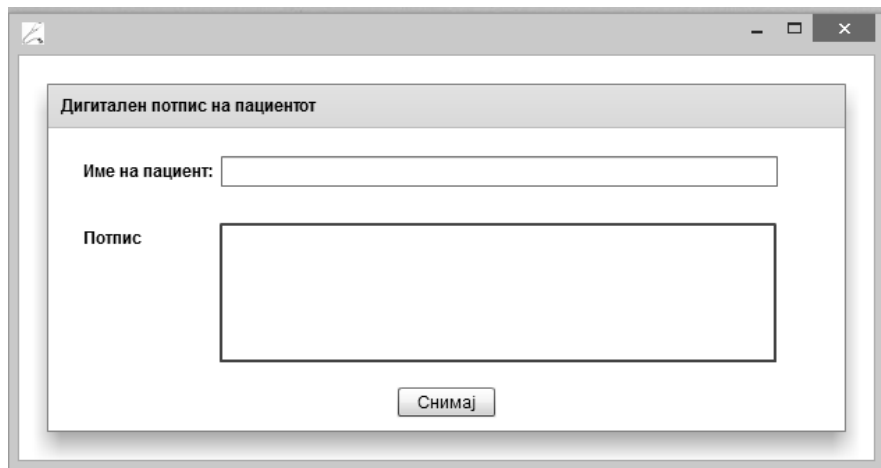 Дигитален потпис на пациентот
Име на пациент:
Потпис
Снимај